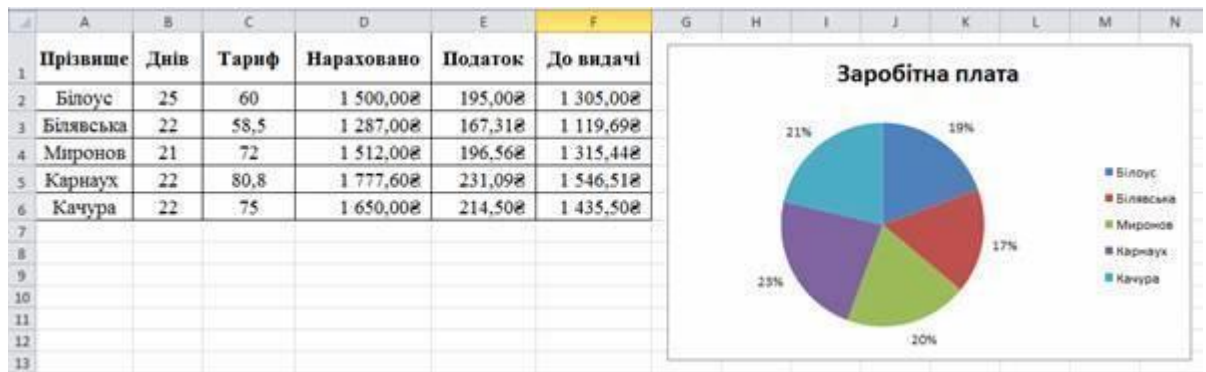 A B C D E F G H I J K L M N
1 Прізвище Днів Тариф Нараховано Податок До видачі
2 Білоус 25 60 1 500,00₴ 195,00₴ 1 305,00₴
3 Білявська 22 58,5 1 287,00₴ 167,31₴ 1 119,69₴
4 Миронов 21 72 1 512,00₴ 196,56₴ 1 315,44₴
5 Карнаух 22 80,8 1 777,60₴ 231,09₴ 1 546,51₴
6 Качура 22 75 1 650,00₴ 214,50₴ 1 435,50₴
7
8
9
10
11
12
13
Заробітна плата
21% 19%
17%
23%
20%
Білоус
Білявська
Миронов
Карнаух
Качура